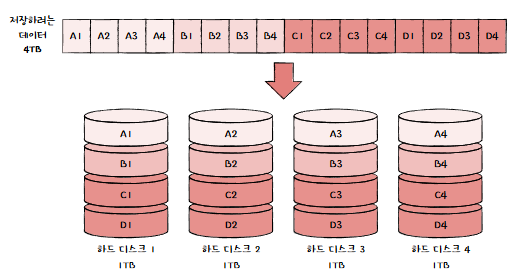 저장하려는
데이터
4TB
A1 A2 A3 A4 B1 B2 B3 B4 C1 C2 C3 C4 D1 D2 D3 D4
A1 A2 A3 A4
B1 B2 B3 B4
C1 C2 C3 C4
D1 D2 D3 D4
하드 디스크 1 하드 디스크 2 하드 디스크 3 하드 디스크 4
1TB 1TB 1TB 1TB